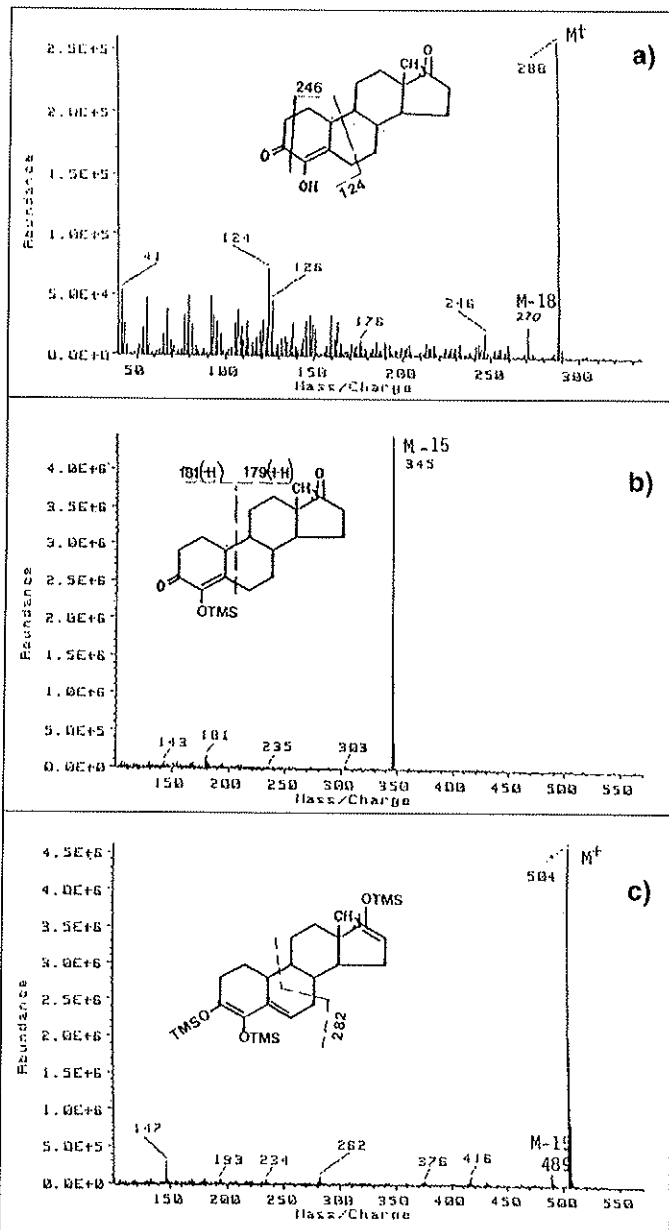 a)
2.5E+5
2.0E+5
1.5E+5
1.0E+5
5.0E+4
0.0E+0
Abundance
M+
288
CH
O
246
O
OH
124
41
124
126
176
246
M-18
270
50
100
150
200
250
300
Mass/Charge
b)
4.0E+6
3.5E+6
3.0E+6
2.5E+6
2.0E+6
1.5E+6
1.0E+6
5.0E+5
0.0E+0
Abundance
M-15
345
181(-H)
179(+H)
CH
O
O
OTMS
143
181
235
303
150
200
250
300
350
400
450
500
550
Mass/Charge
c)
4.5E+6
4.0E+6
3.5E+6
3.0E+6
2.5E+6
2.0E+6
1.5E+6
1.0E+6
5.0E+5
0.0E+0
Abundance
M+
504
OTMS
CH
TMSO
OTMS
282
147
193
234
282
376
416
M-15
489
150
200
250
300
350
400
450
500
550
Mass/Charge